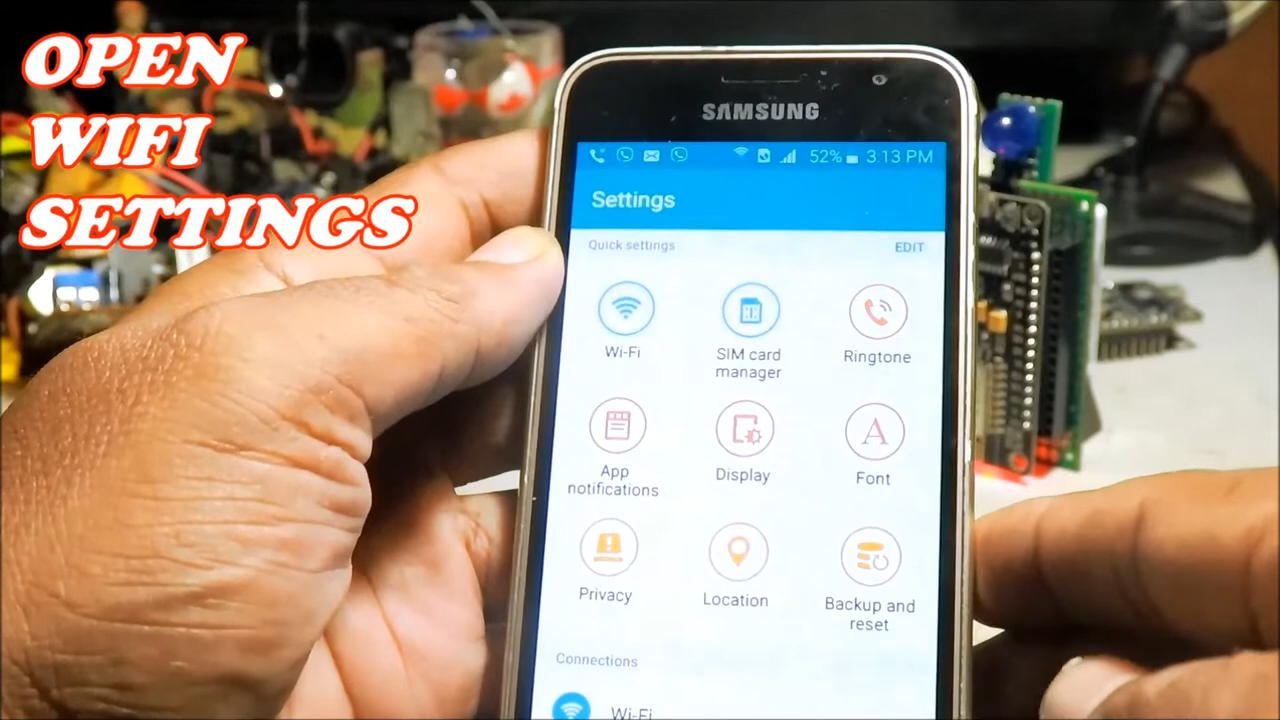 OPEN
WIFI
SETTINGS
SAMSUNG
52% 3:13 PM
Settings
Quick settings EDIT
Wi-Fi
SIM card
manager
Ringtone
App
notifications
Display
A
Font
Privacy
Location
Backup and
reset
Connections
Wi-Fi